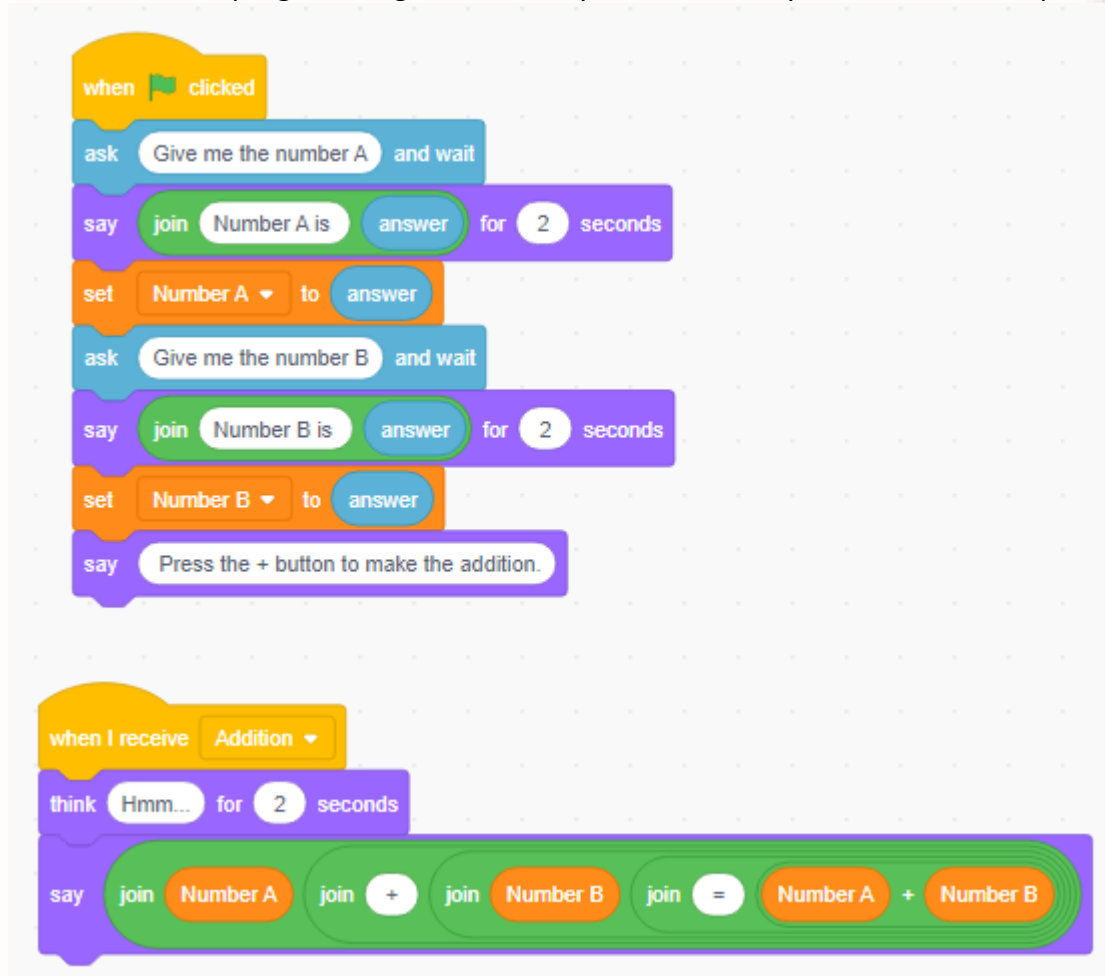 when clicked
ask Give me the number A and wait
say join Number A is answer for 2 seconds
set Number A to answer
ask Give me the number B and wait
say join Number B is answer for 2 seconds
set Number B to answer
say Press the + button to make the addition.
when I receive Addition
think Hmm... for 2 seconds
say join Number A join + join Number B join = Number A + Number B